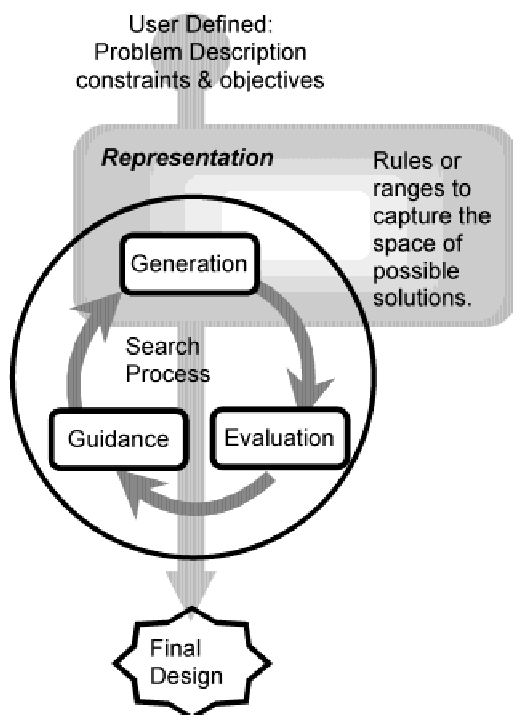 User Defined:
Problem Description
constraints & objectives
Representation
Rules or
ranges to
capture the
space of
possible
solutions.
Generation
Search
Process
Guidance
Evaluation
Final
Design